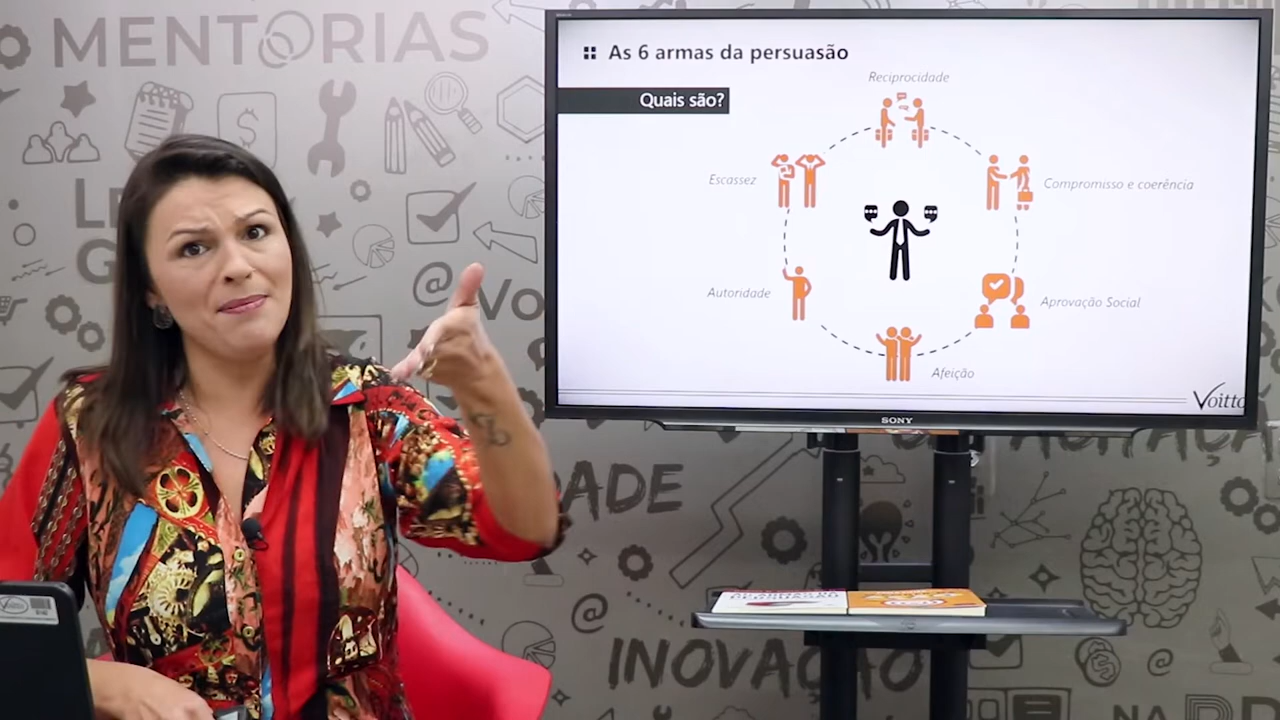 MENTORIAS
As 6 armas da persuasão
Quais são?
Reciprocidade
Escassez
Compromisso e coerência
Autoridade
Aprovação Social
Afeição
Voitto
SONY
INOVAÇÃO